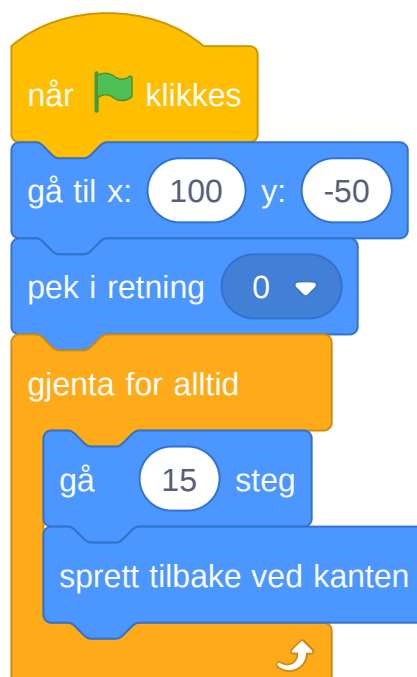 når klikkes
gå til x: 100 y: -50
pek i retning 0
gjenta for alltid
gå 15 steg
sprett tilbake ved kanten